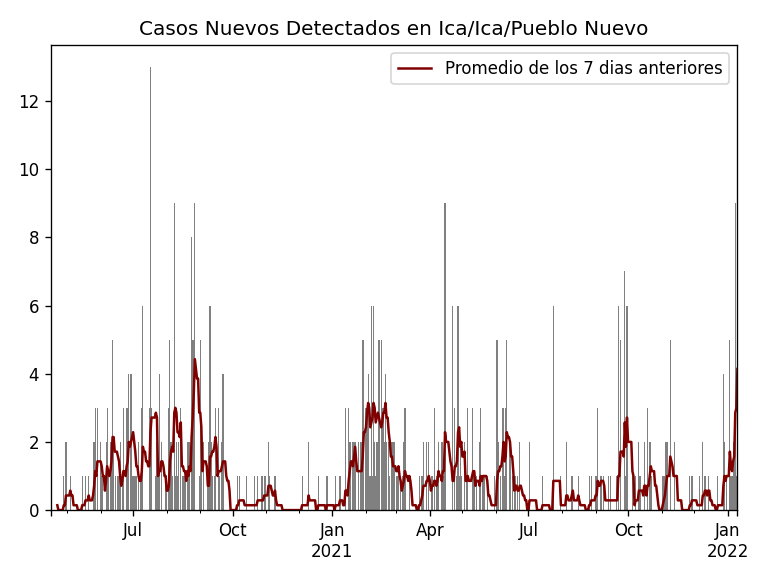 Casos Nuevos Detectados en Ica/Ica/Pueblo Nuevo
Promedio de los 7 dias anteriores
12
10
8
6
4
2
0
Jul
Oct
Jan
2021
Apr
Jul
Oct
Jan
2022